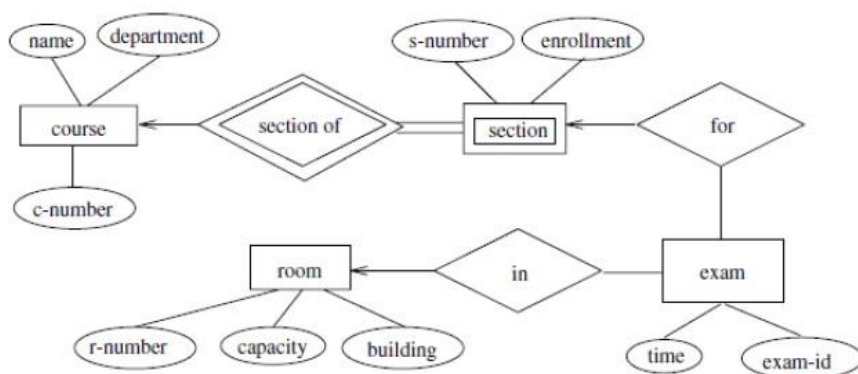 name
department
s-number
enrollment
course
section of
section
for
c-number
room
in
exam
r-number
capacity
building
time
exam-id